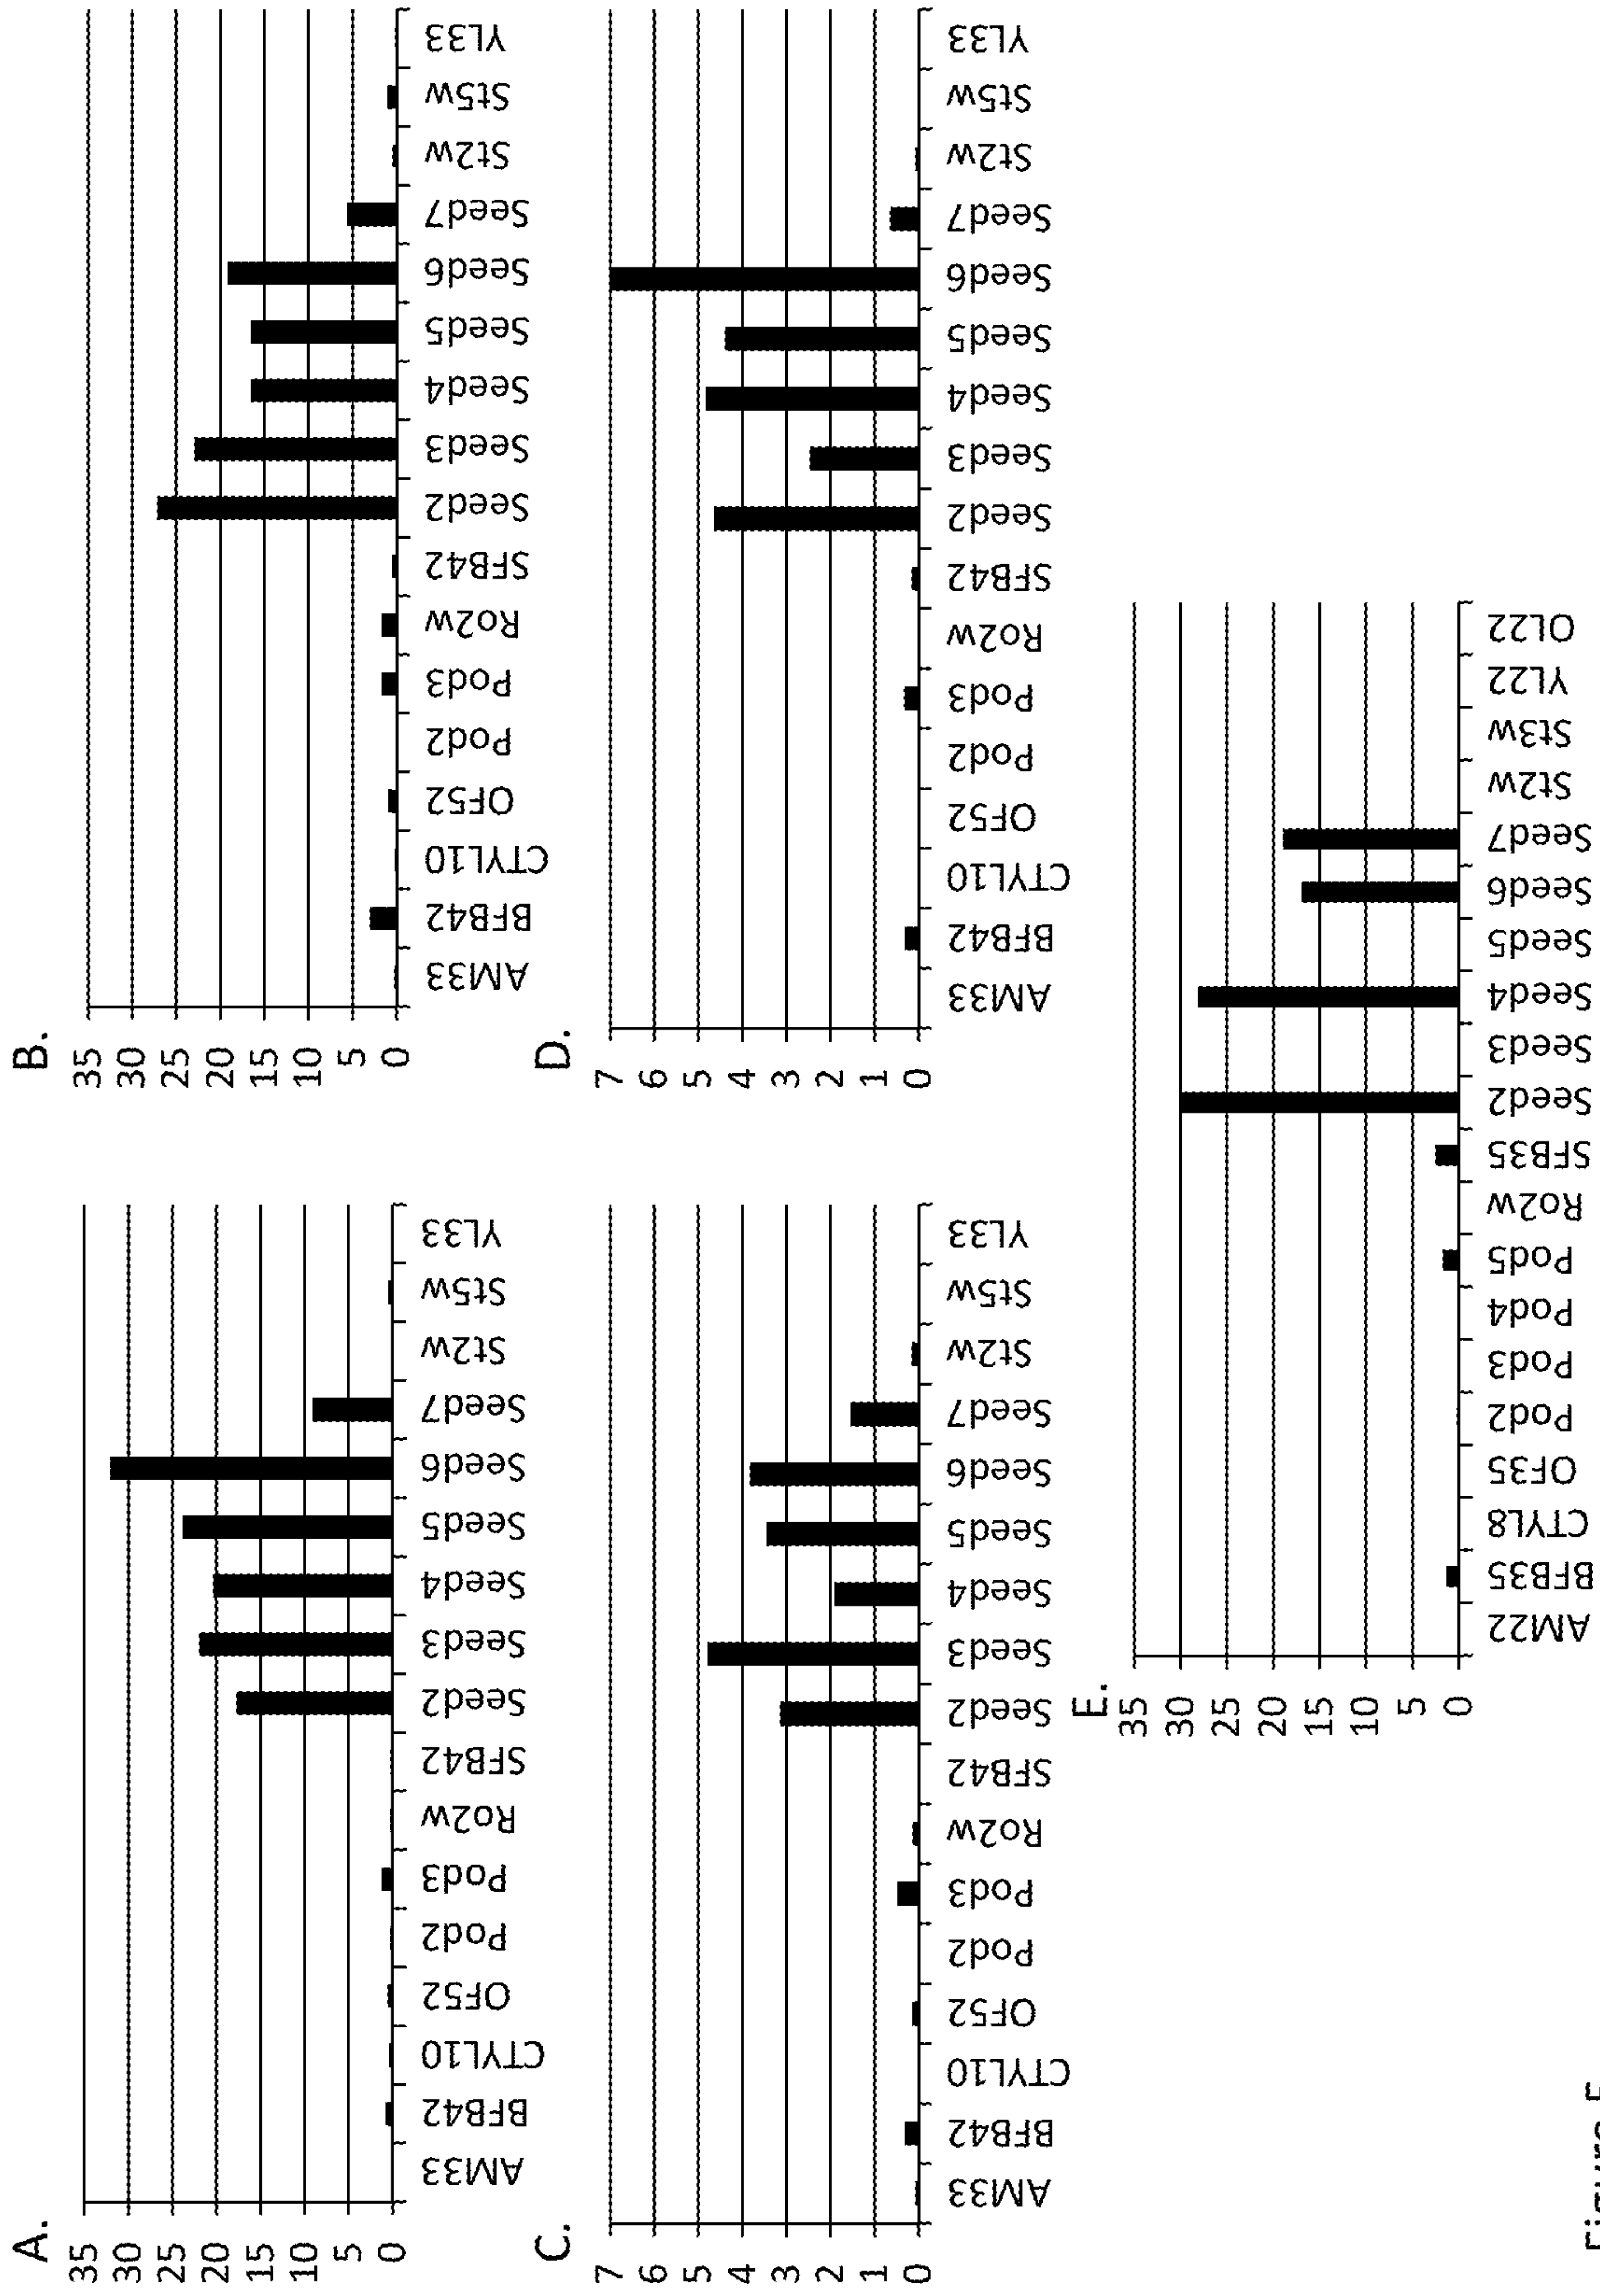 A.
35
30
25
20
15
10
5
0
AM33
BFB42
CTYL10
OF52
Pod2
Pod3
Ro2w
SFB42
Seed2
Seed3
Seed4
Seed5
Seed6
Seed7
St2w
St5w
YL33
B.
35
30
25
20
15
10
5
0
AM33
BFB42
CTYL10
OF52
Pod2
Pod3
Ro2w
SFB42
Seed2
Seed3
Seed4
Seed5
Seed6
Seed7
St2w
St5w
YL33
C.
7
6
5
4
3
2
1
0
AM33
BFB42
CTYL10
OF52
Pod2
Pod3
Ro2w
SFB42
Seed2
Seed3
Seed4
Seed5
Seed6
Seed7
St2w
St5w
YL33
D.
7
6
5
4
3
2
1
0
AM33
BFB42
CTYL10
OF52
Pod2
Pod3
Ro2w
SFB42
Seed2
Seed3
Seed4
Seed5
Seed6
Seed7
St2w
St5w
YL33
E.
35
30
25
20
15
10
5
0
AM22
BFB35
CTYL8
OF35
Pod2
Pod3
Pod4
Pod5
Ro2w
SFB35
Seed2
Seed3
Seed4
Seed5
Seed6
Seed7
St2w
St3w
YL22
OL22
Figure